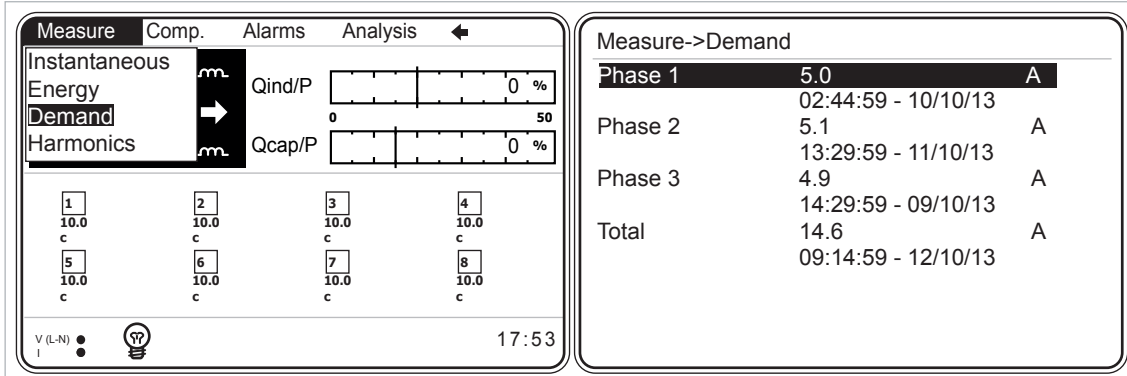 Measure Comp. Alarms Analysis
Instantaneous
Energy
Demand
Harmonics
Qind/P 0 %
0 50
Qcap/P 0 %
1 2 3 4
10.0 10.0 10.0 10.0
c c c c
5 6 7 8
10.0 10.0 10.0 10.0
c c c c
V (L-N)
I
17:53
Measure->Demand
Phase 1 5.0 A
02:44:59 - 10/10/13
Phase 2 5.1 A
13:29:59 - 11/10/13
Phase 3 4.9 A
14:29:59 - 09/10/13
Total 14.6 A
09:14:59 - 12/10/13